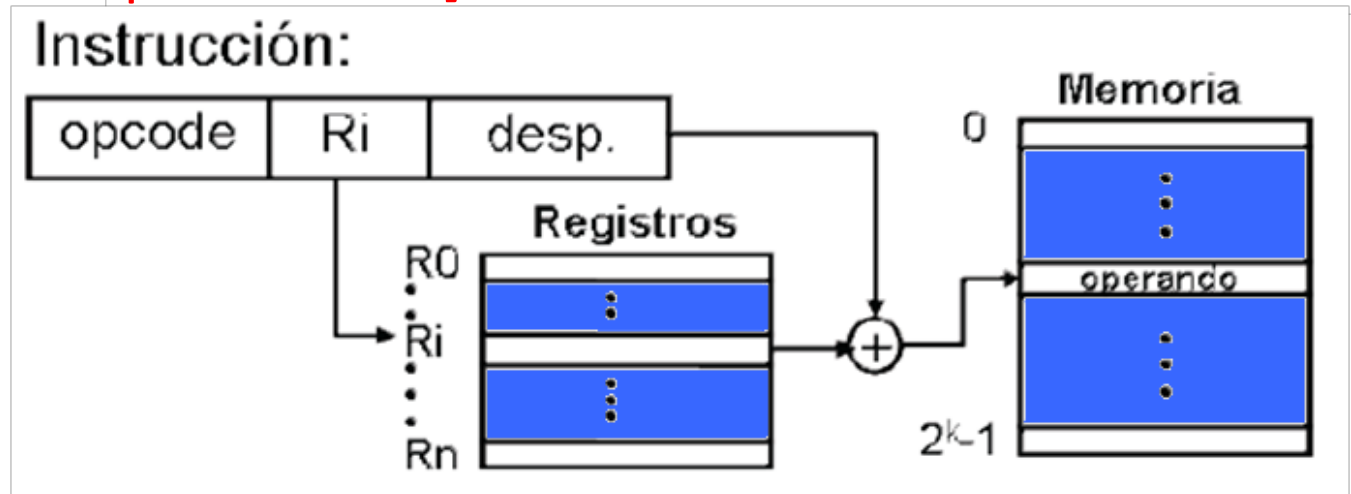 Instrucción:
opcode Ri desp.
Registros
R0
Ri
Rn
+
Memoria
0
operando
2ᵏ-1